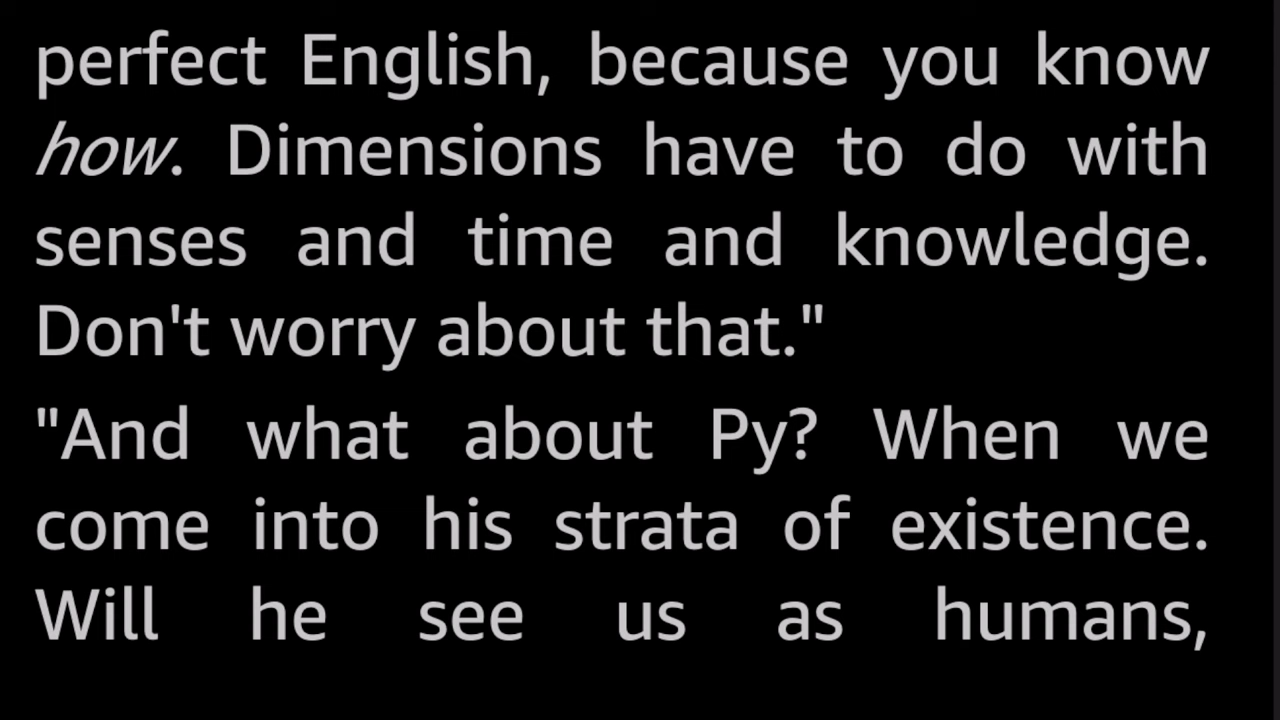 perfect English, because you know
how. Dimensions have to do with
senses and time and knowledge.
Don't worry about that."
"And what about Py? When we
come into his strata of existence.
Will he see us as humans,